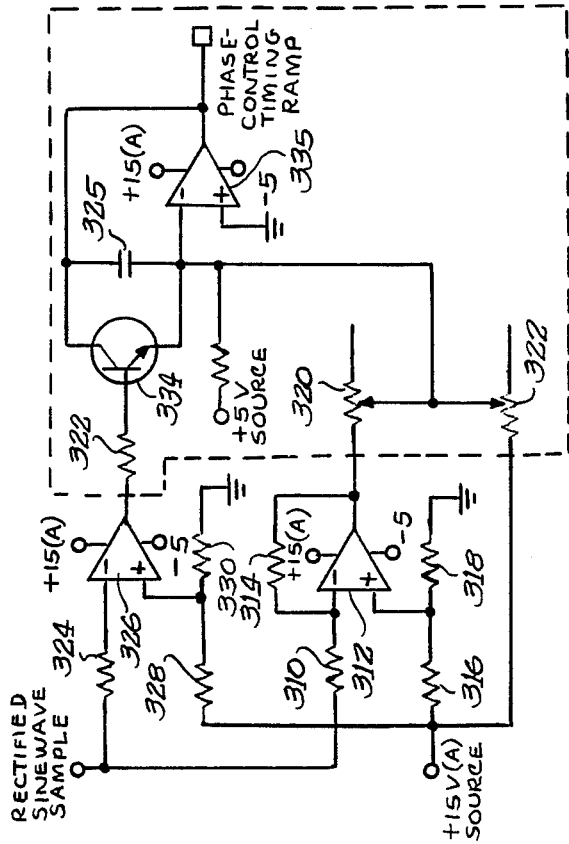 RECTIFIED
SINEWAVE
SAMPLE
324
+15(A)
-
+
326
-5
322
334
325
+15(A)
-
+
-5
335
PHASE-
CONTROL
TIMING
RAMP
+5V
SOURCE
328
330
314
+15(A)
310
-
+
312
-5
320
316
318
322
+15V(A)
SOURCE